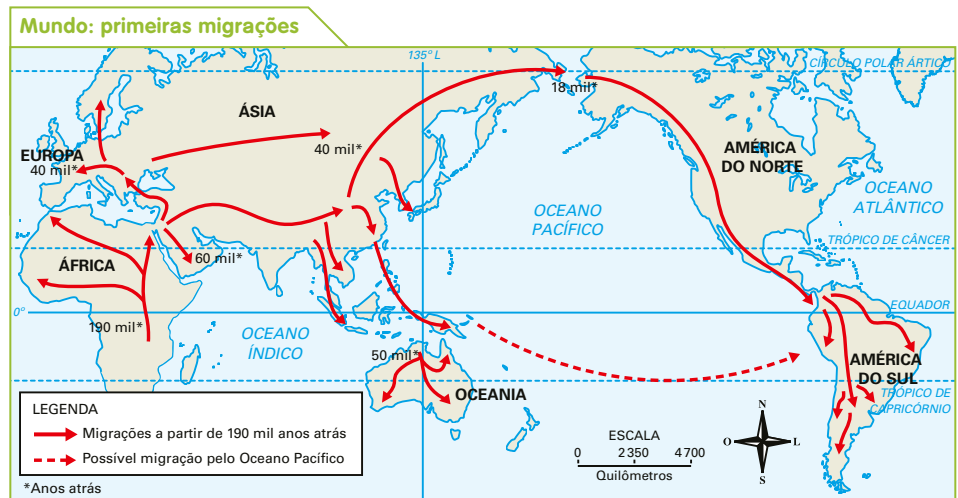 Mundo: primeiras migrações
135º L
CÍRCULO POLAR ÁRTICO
18 mil*
ÁSIA
EUROPA
40 mil*
40 mil*
AMÉRICA
DO NORTE
OCEANO
ATLÂNTICO
OCEANO
PACÍFICO
TRÓPICO DE CÂNCER
ÁFRICA
60 mil*
0º
EQUADOR
190 mil*
OCEANO
ÍNDICO
50 mil*
OCEANIA
AMÉRICA
DO SUL
TRÓPICO DE
CAPRICÓRNIO
LEGENDA
Migrações a partir de 190 mil anos atrás
Possível migração pelo Oceano Pacífico
*Anos atrás
ESCALA
0 2350 4700
Quilômetros
N
O L
S